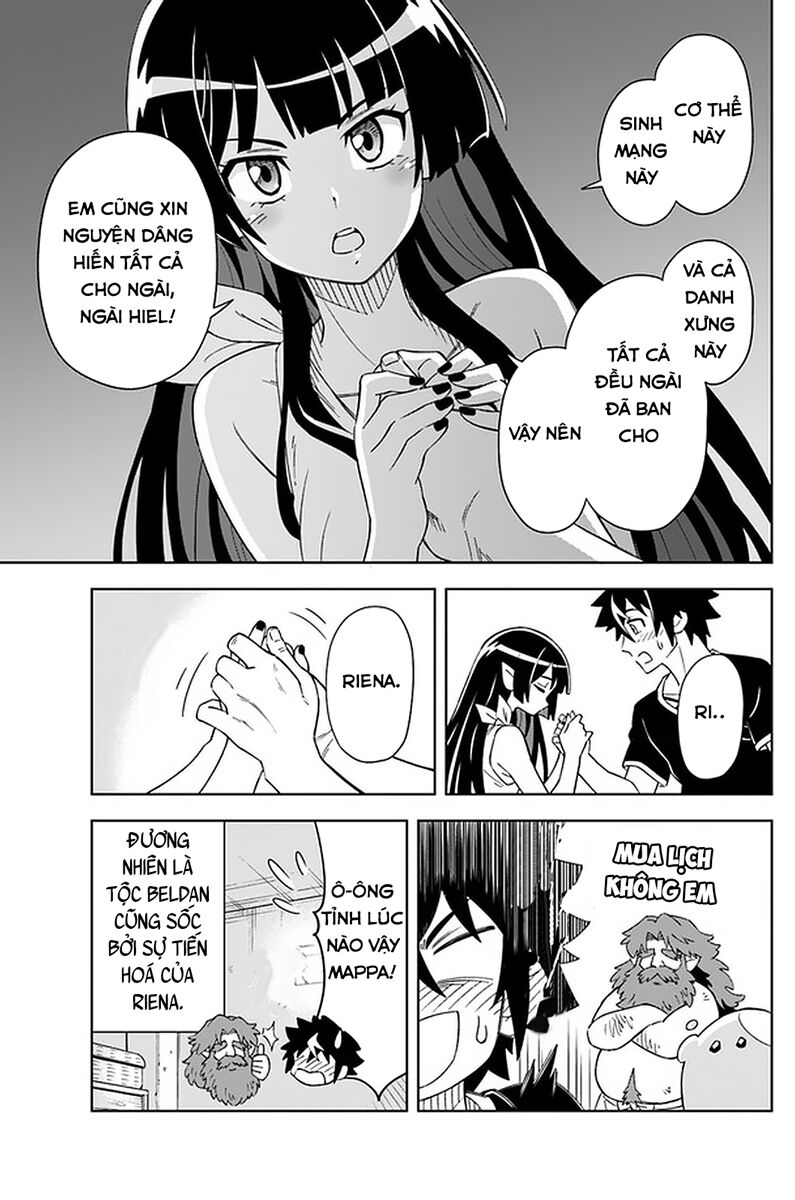 CƠ THỂ
NÀY
SINH
MẠNG
NÀY
VÀ CẢ
DANH
XƯNG
NÀY
TẤT CẢ
ĐỀU NGÀI
ĐÃ BAN
CHO
VẬY NÊN
EM CŨNG XIN
NGUYỆN DÂNG
HIẾN TẤT CẢ
CHO NGÀI,
NGÀI HIEL!
RI..
RIENA.
MUA LỊCH
KHÔNG EM
Ô-ÔNG
TỈNH LÚC
NÀO VẬY
MAPPA!
ĐƯƠNG
NHIÊN LÀ
TỘC BELDAN
CŨNG SỐC
BỞI SỰ TIẾN
HOÁ CỦA
RIENA.